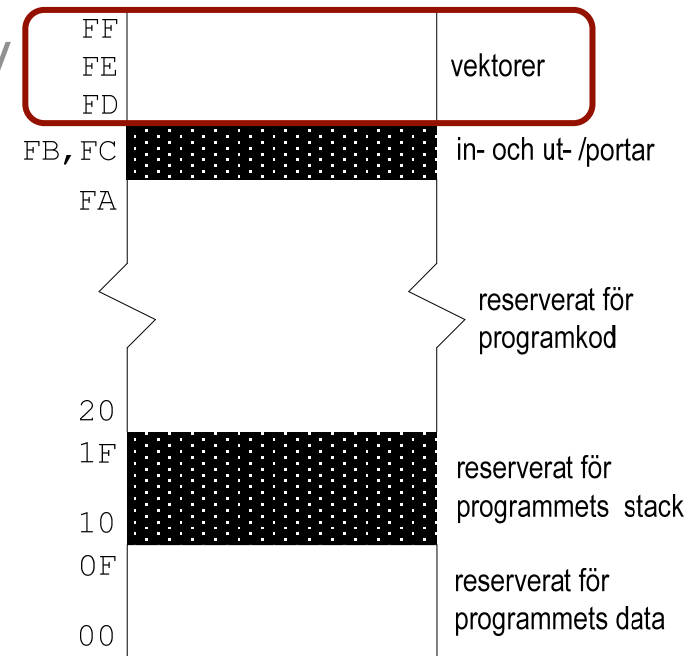 FF
FE vektorer
FD
FB, FC in- och ut- /portar
FA
reserverat för
programkod
20
1F
reserverat för
programmets stack
10
0F
reserverat för
programmets data
00